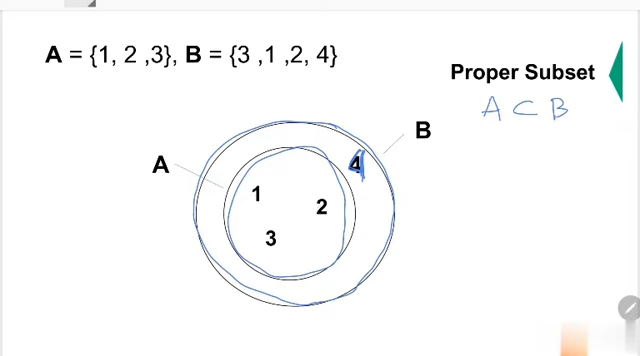 A = {1, 2 ,3}, B = {3 ,1 ,2, 4}
Proper Subset
A ⊂ B
B
A
4
1
2
3